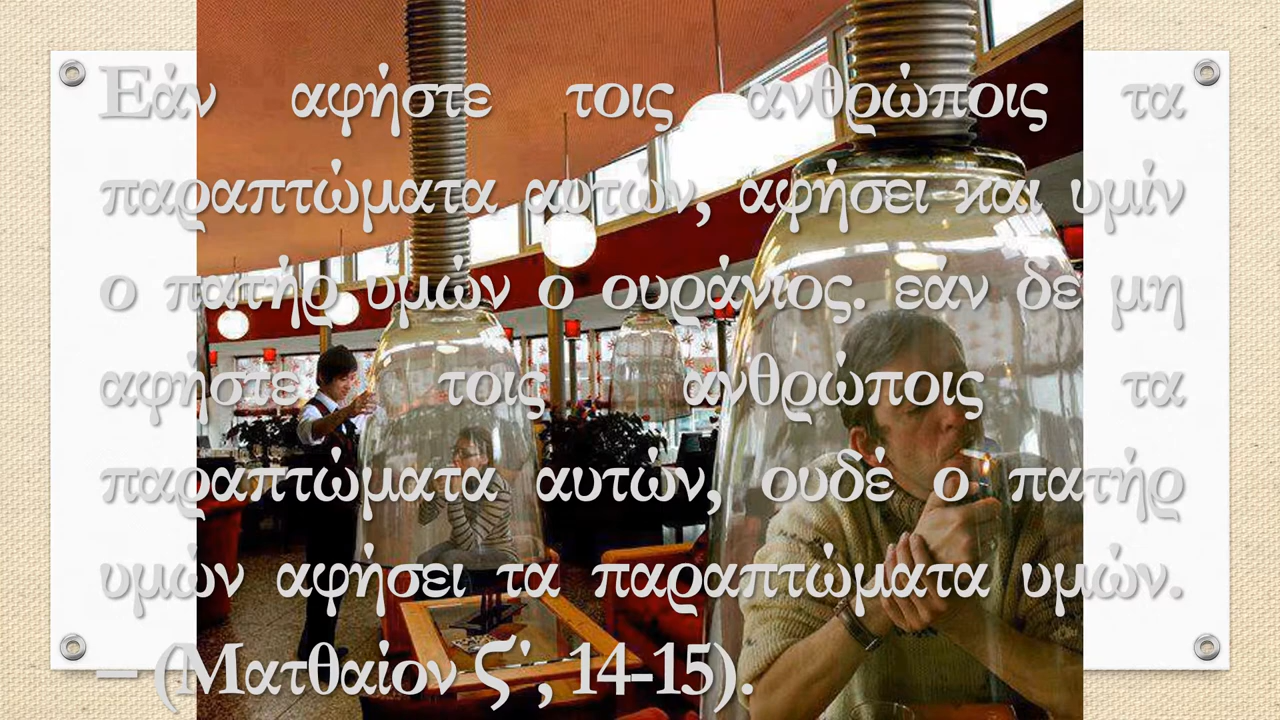 Εάν αφήστε τοις ανθρώποις τα
παραπτώματα αυτών, αφήσει και υμίν
ο πατήρ υμών ο ουράνιος. εάν δε μη
αφήστε τοις ανθρώποις τα
παραπτώματα αυτών, ουδέ ο πατήρ
υμών αφήσει τα παραπτώματα υμών.
– (Ματθαίον Ϛ΄, 14-15).